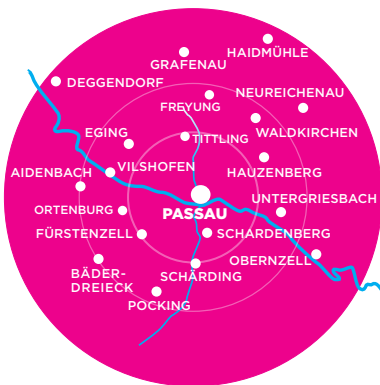 HAIDMÜHLE
GRAFENAU
DEGGENDORF
NEUREICHENAU
FREYUNG
EGING
TITTLING
WALDKIRCHEN
AIDENBACH
VILSHOFEN
HAUZENBERG
UNTERGRIESBACH
ORTENBURG
PASSAU
FÜRSTENZELL
SCHARDENBERG
OBERNZELL
BÄDER-
DREIECK
SCHÄRDING
POCKING